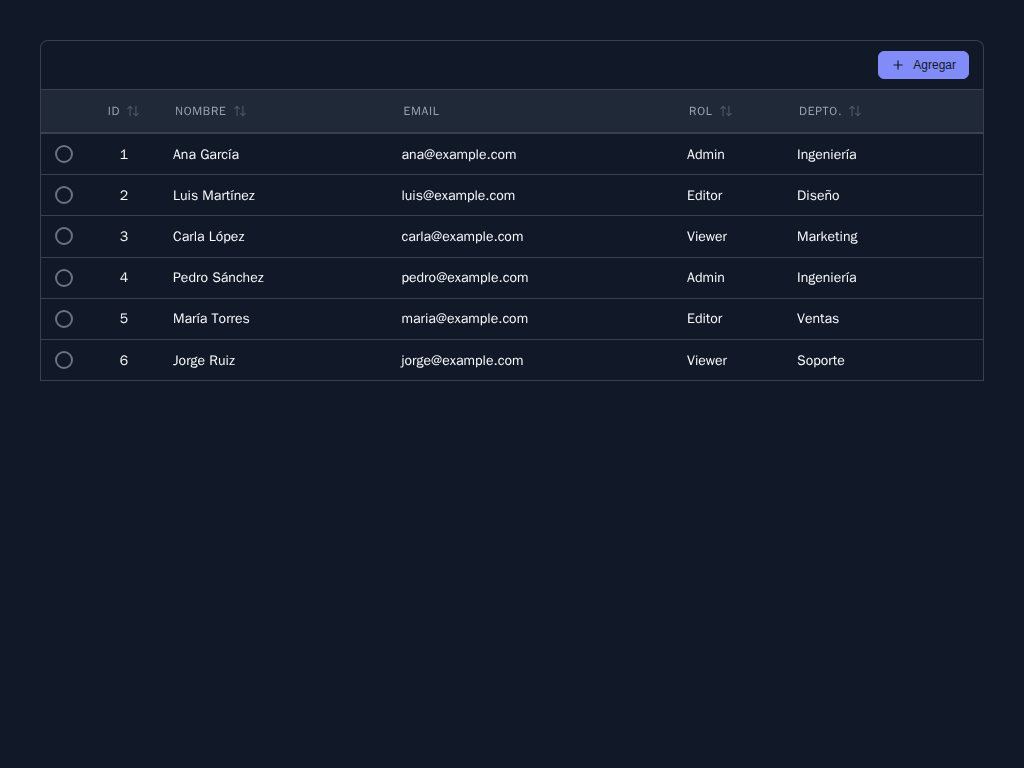 Agregar
ID NOMBRE EMAIL ROL DEPTO.
1 Ana García ana@example.com Admin Ingeniería
2 Luis Martínez luis@example.com Editor Diseño
3 Carla López carla@example.com Viewer Marketing
4 Pedro Sánchez pedro@example.com Admin Ingeniería
5 María Torres maria@example.com Editor Ventas
6 Jorge Ruiz jorge@example.com Viewer Soporte